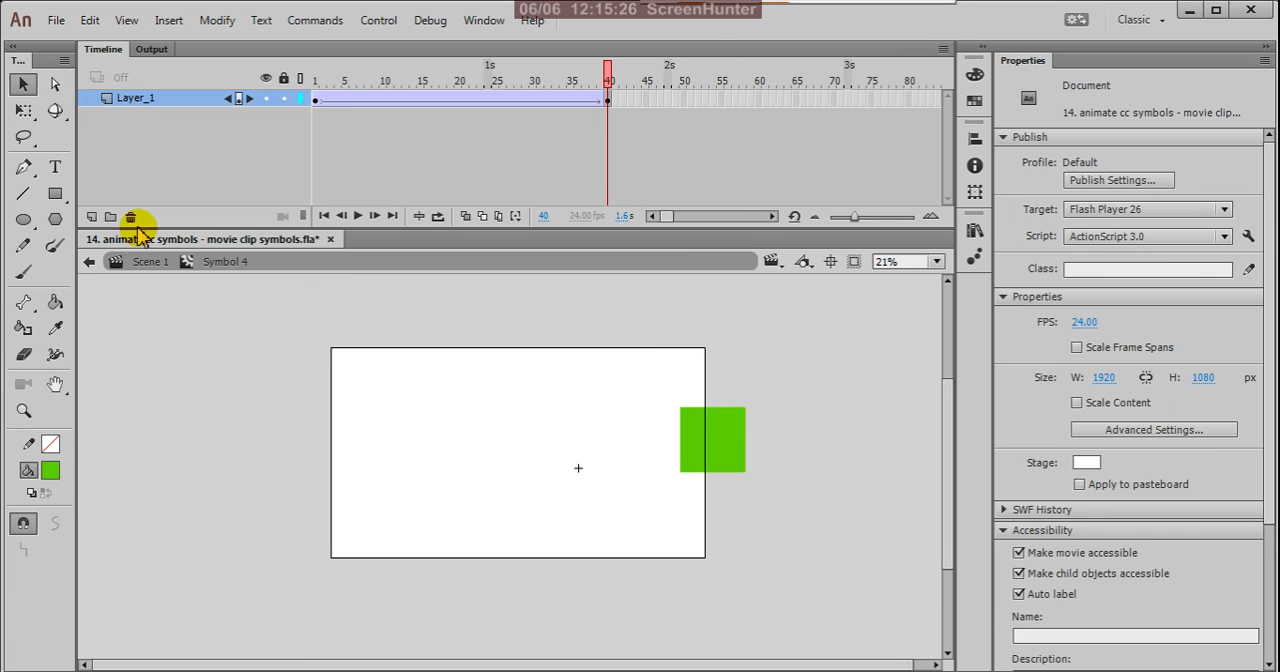 06/06 12:15:26 ScreenHunter
An File Edit View Insert Modify Text Commands Control Debug Window Help Classic
T... Timeline Output Properties
Off 1s 2s 3s
1 5 10 15 20 25 30 35 40 45 50 55 60 65 70 75 80
Layer_1
40 24.00 fps 1.6 s
14. animate cc symbols - movie clip symbols.fla*
Scene 1 Symbol 4 21%
Document
An 14. animate cc symbols - movie clip...
Publish
Profile: Default
Publish Settings...
Target: Flash Player 26
Script: ActionScript 3.0
Class:
Properties
FPS: 24.00
Scale Frame Spans
Size: W: 1920 H: 1080 px
Scale Content
Advanced Settings...
Stage:
Apply to pasteboard
SWF History
Accessibility
Make movie accessible
Make child objects accessible
Auto label
Name:
Description: